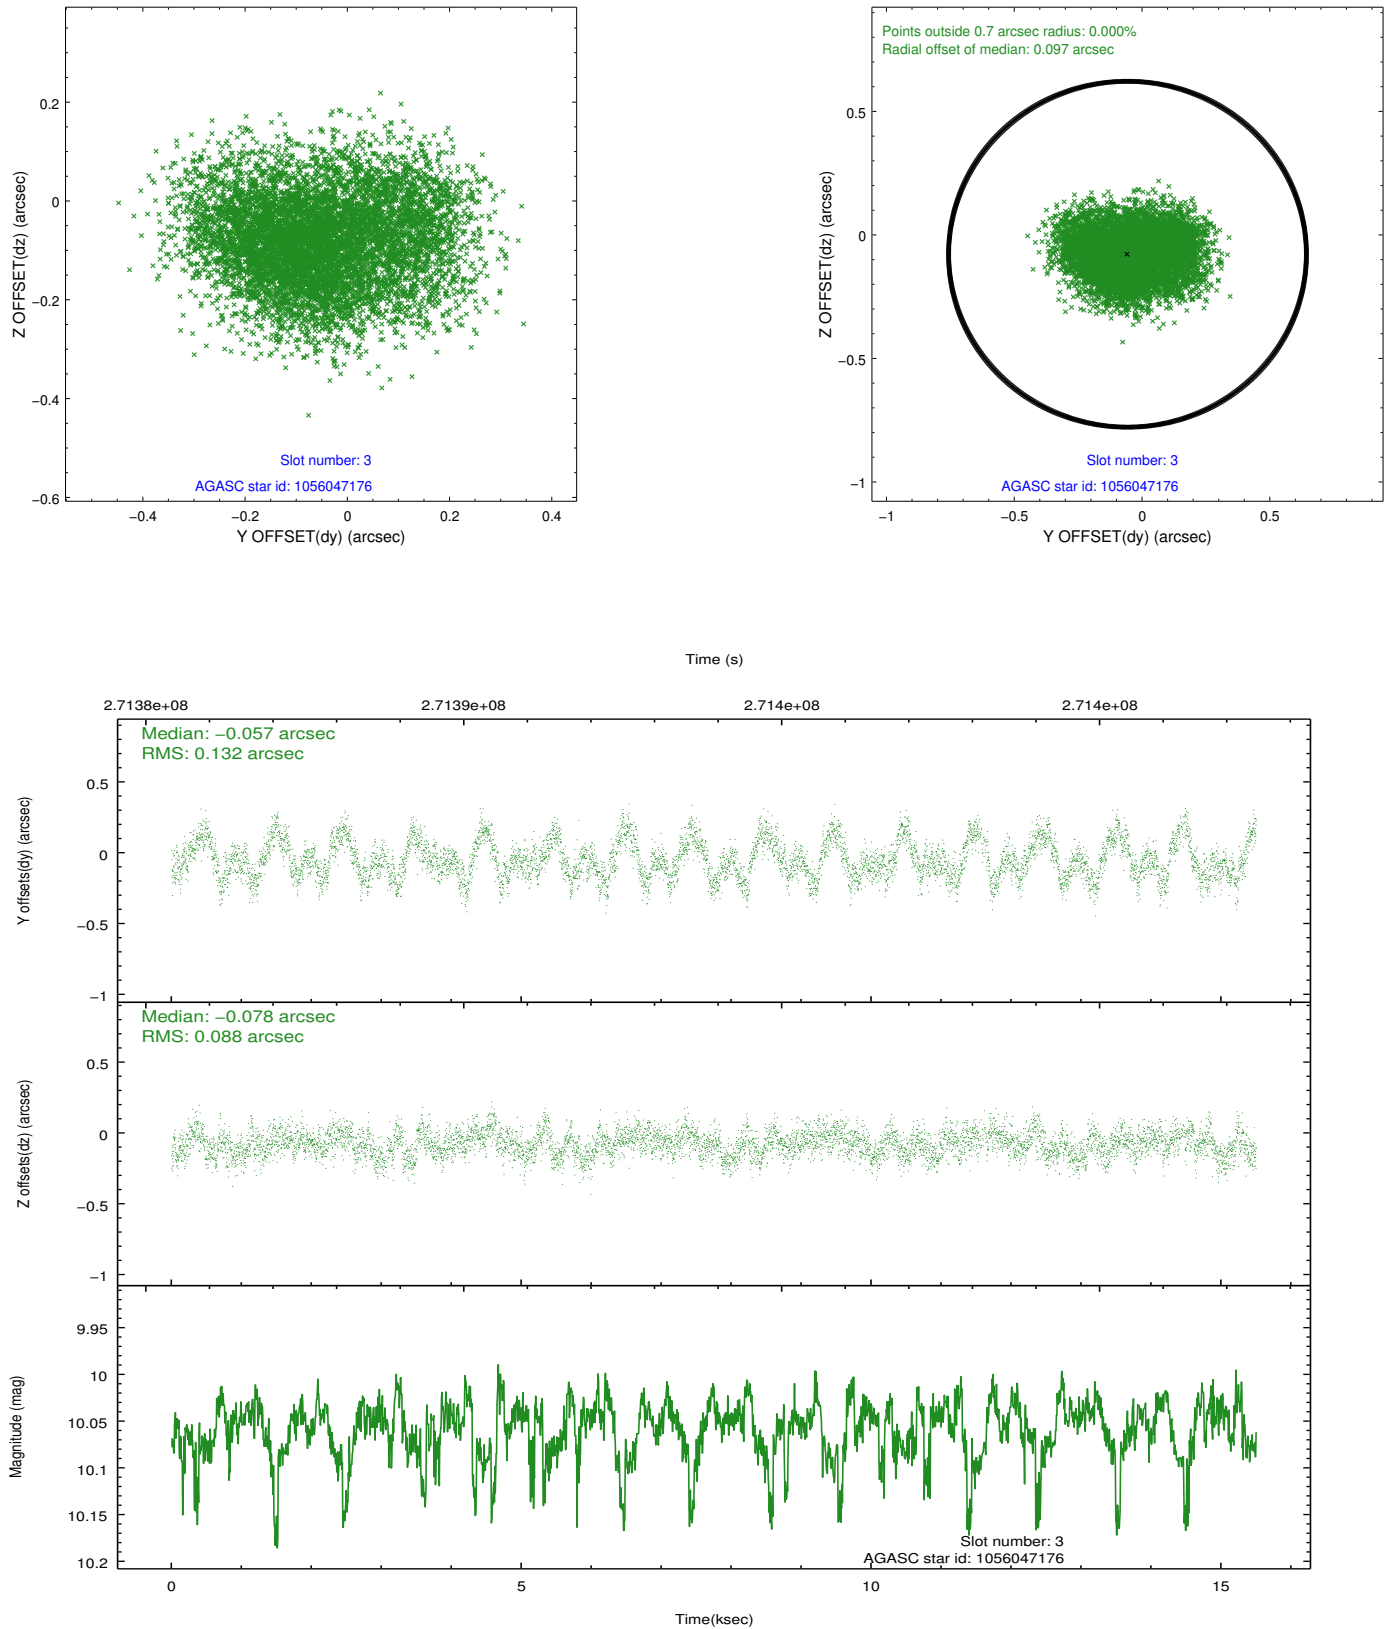 0.2
0
−0.2
−0.4
−0.6
Z OFFSET(dz) (arcsec)
Slot number: 3
AGASC star id: 1056047176
−0.4
−0.2
0
0.2
0.4
Y OFFSET(dy) (arcsec)
Points outside 0.7 arcsec radius: 0.000%
Radial offset of median: 0.097 arcsec
0.5
0
−0.5
−1
Z OFFSET(dz) (arcsec)
Slot number: 3
AGASC star id: 1056047176
−1
−0.5
0
0.5
Y OFFSET(dy) (arcsec)
Time (s)
2.7138e+08
2.7139e+08
2.714e+08
2.714e+08
Median: −0.057 arcsec
RMS: 0.132 arcsec
0.5
0
−0.5
−1
Y offsets(dy) (arcsec)
Median: −0.078 arcsec
RMS: 0.088 arcsec
0.5
0
−0.5
−1
Z offsets(dz) (arcsec)
9.95
10
10.05
10.1
10.15
10.2
Magnitude (mag)
Slot number: 3
AGASC star id: 1056047176
0
5
10
15
Time(ksec)